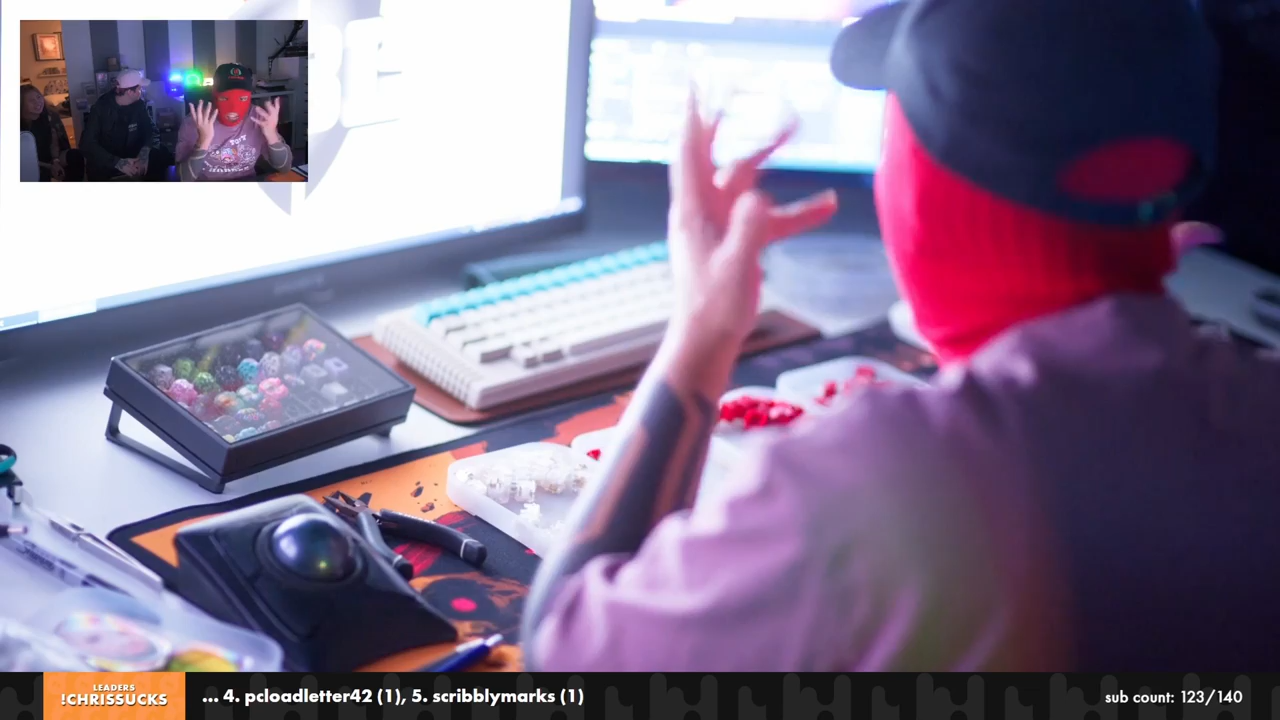 LEADERS
!CHRISSUCKS
... 4. pcloadletter42 (1), 5. scribblymarks (1)
sub count: 123/140